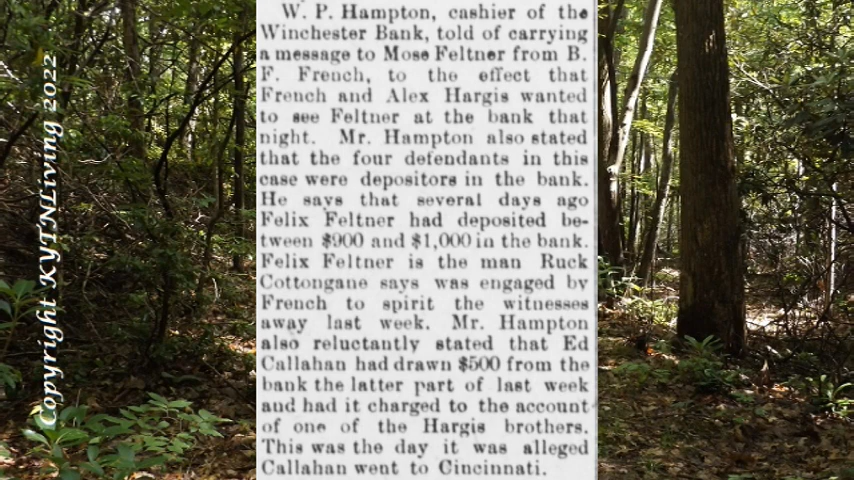 W. P. Hampton, cashier of the
Winchester Bank, told of carrying
a message to Mose Feltner from B.
F. French, to the effect that
French and Alex Hargis wanted
to see Feltner at the bank that
night. Mr. Hampton also stated
that the four defendants in this
case were depositors in the bank.
He says that several days ago
Felix Feltner had deposited be-
tween $900 and $1,000 in the bank.
Felix Feltner is the man Ruck
Cottongane says was engaged by
French to spirit the witnesses
away last week. Mr. Hampton
also reluctantly stated that Ed
Callahan had drawn $500 from the
bank the latter part of last week
and had it charged to the account
of one of the Hargis brothers.
This was the day it was alleged
Callahan went to Cincinnati.
Copyright KYTNLiving 2022